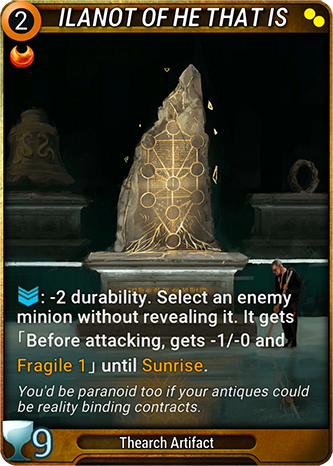 2
ILANOT OF HE THAT IS
: -2 durability. Select an enemy
minion without revealing it. It gets
「Before attacking, gets -1/-0 and
Fragile 1」 until Sunrise.
You'd be paranoid too if your antiques could
be reality binding contracts.
9
Thearch Artifact